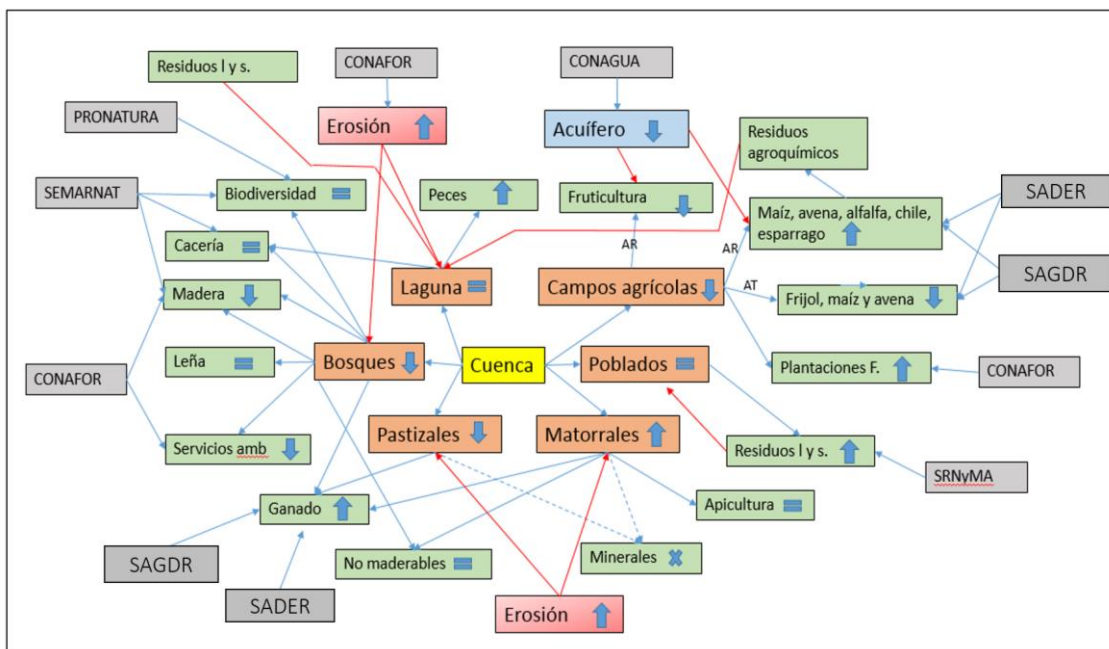 Residuos l y s.
CONAFOR
CONAGUA
PRONATURA
Erosión
Acuífero
Residuos
agroquímicos
SEMARNAT
Biodiversidad
Peces
Fruticultura
SADER
Maíz, avena, alfalfa, chile,
esparrago
Cacería
AR
AR
SAGDR
Madera
Laguna
Campos agrícolas
AT
Frijol, maíz y avena
Leña
Bosques
Cuenca
Poblados
Plantaciones F.
CONAFOR
CONAFOR
Servicios amb
Pastizales
Matorrales
Residuos l y s.
SRNyMA
Ganado
Apicultura
SAGDR
No maderables
Minerales
SADER
Erosión